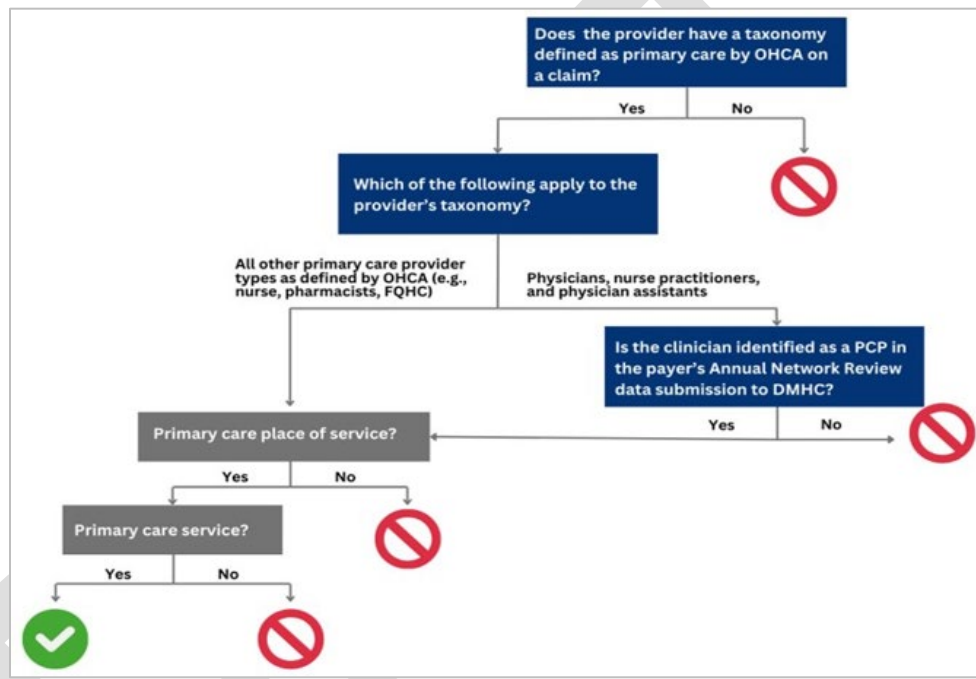 Does the provider have a taxonomy
defined as primary care by OHCA on
a claim?
Yes
No
Which of the following apply to the
provider's taxonomy?
All other primary care provider
types as defined by OHCA (e.g.,
nurse, pharmacists, FQHC)
Physicians, nurse practitioners,
and physician assistants
Is the clinician identified as a PCP in
the payer's Annual Network Review
data submission to DMHC?
Yes
No
Primary care place of service?
Yes
No
Primary care service?
Yes
No